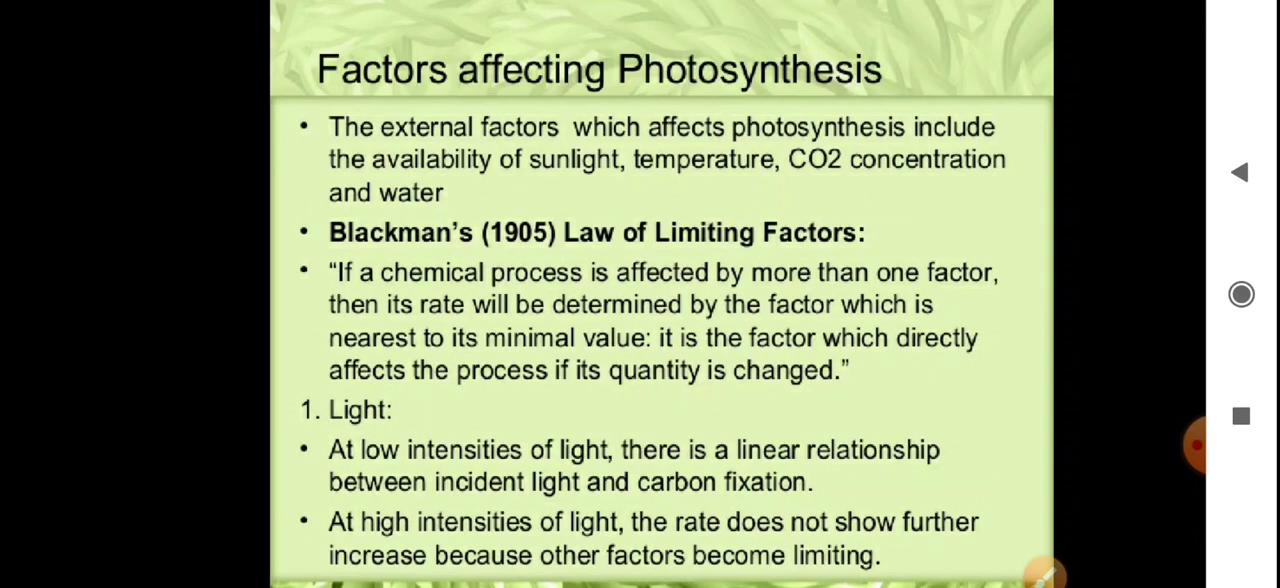 Factors affecting Photosynthesis
• The external factors which affects photosynthesis include
the availability of sunlight, temperature, CO2 concentration
and water
• Blackman’s (1905) Law of Limiting Factors:
• “If a chemical process is affected by more than one factor,
then its rate will be determined by the factor which is
nearest to its minimal value: it is the factor which directly
affects the process if its quantity is changed.”
1. Light:
• At low intensities of light, there is a linear relationship
between incident light and carbon fixation.
• At high intensities of light, the rate does not show further
increase because other factors become limiting.